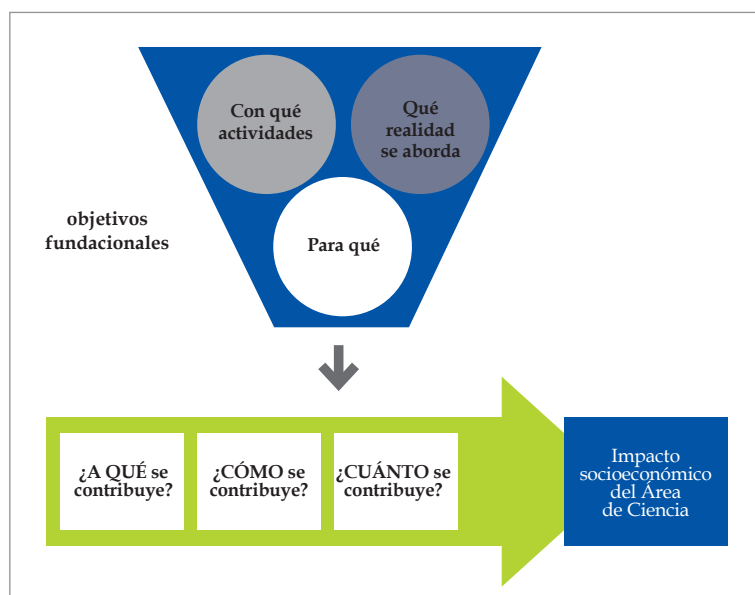 Con qué
actividades
Qué
realidad
se aborda
objetivos
fundacionales
Para qué
¿A QUÉ se
contribuye?
¿CÓMO se
contribuye?
¿CUÁNTO se
contribuye?
Impacto
socioeconómico
del Área
de Ciencia